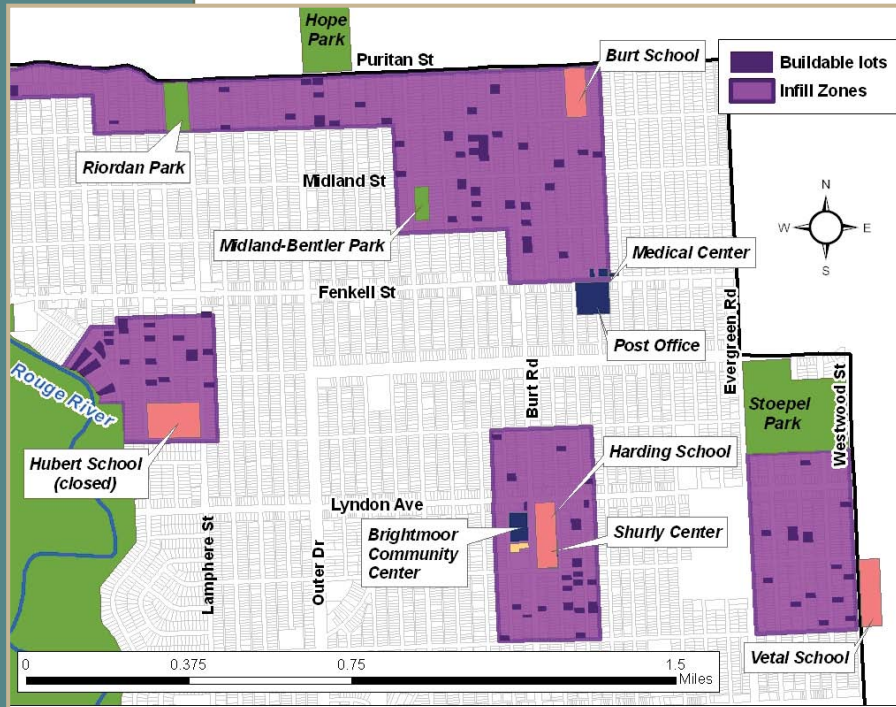 Hope
Park
Puritan St
Burt School
Buildable lots
Infill Zones
Riordan Park
Midland St
N
W
E
S
Midland-Bentler Park
Medical Center
Fenkell St
Evergreen Rd
Post Office
Rouge River
Burt Rd
Stoepel
Park
Westwood St
Hubert School
(closed)
Harding School
Lyndon Ave
Lamphere St
Outer Dr
Brightmoor
Community
Center
Shurly Center
Vetal School
0
0.375
0.75
1.5
Miles